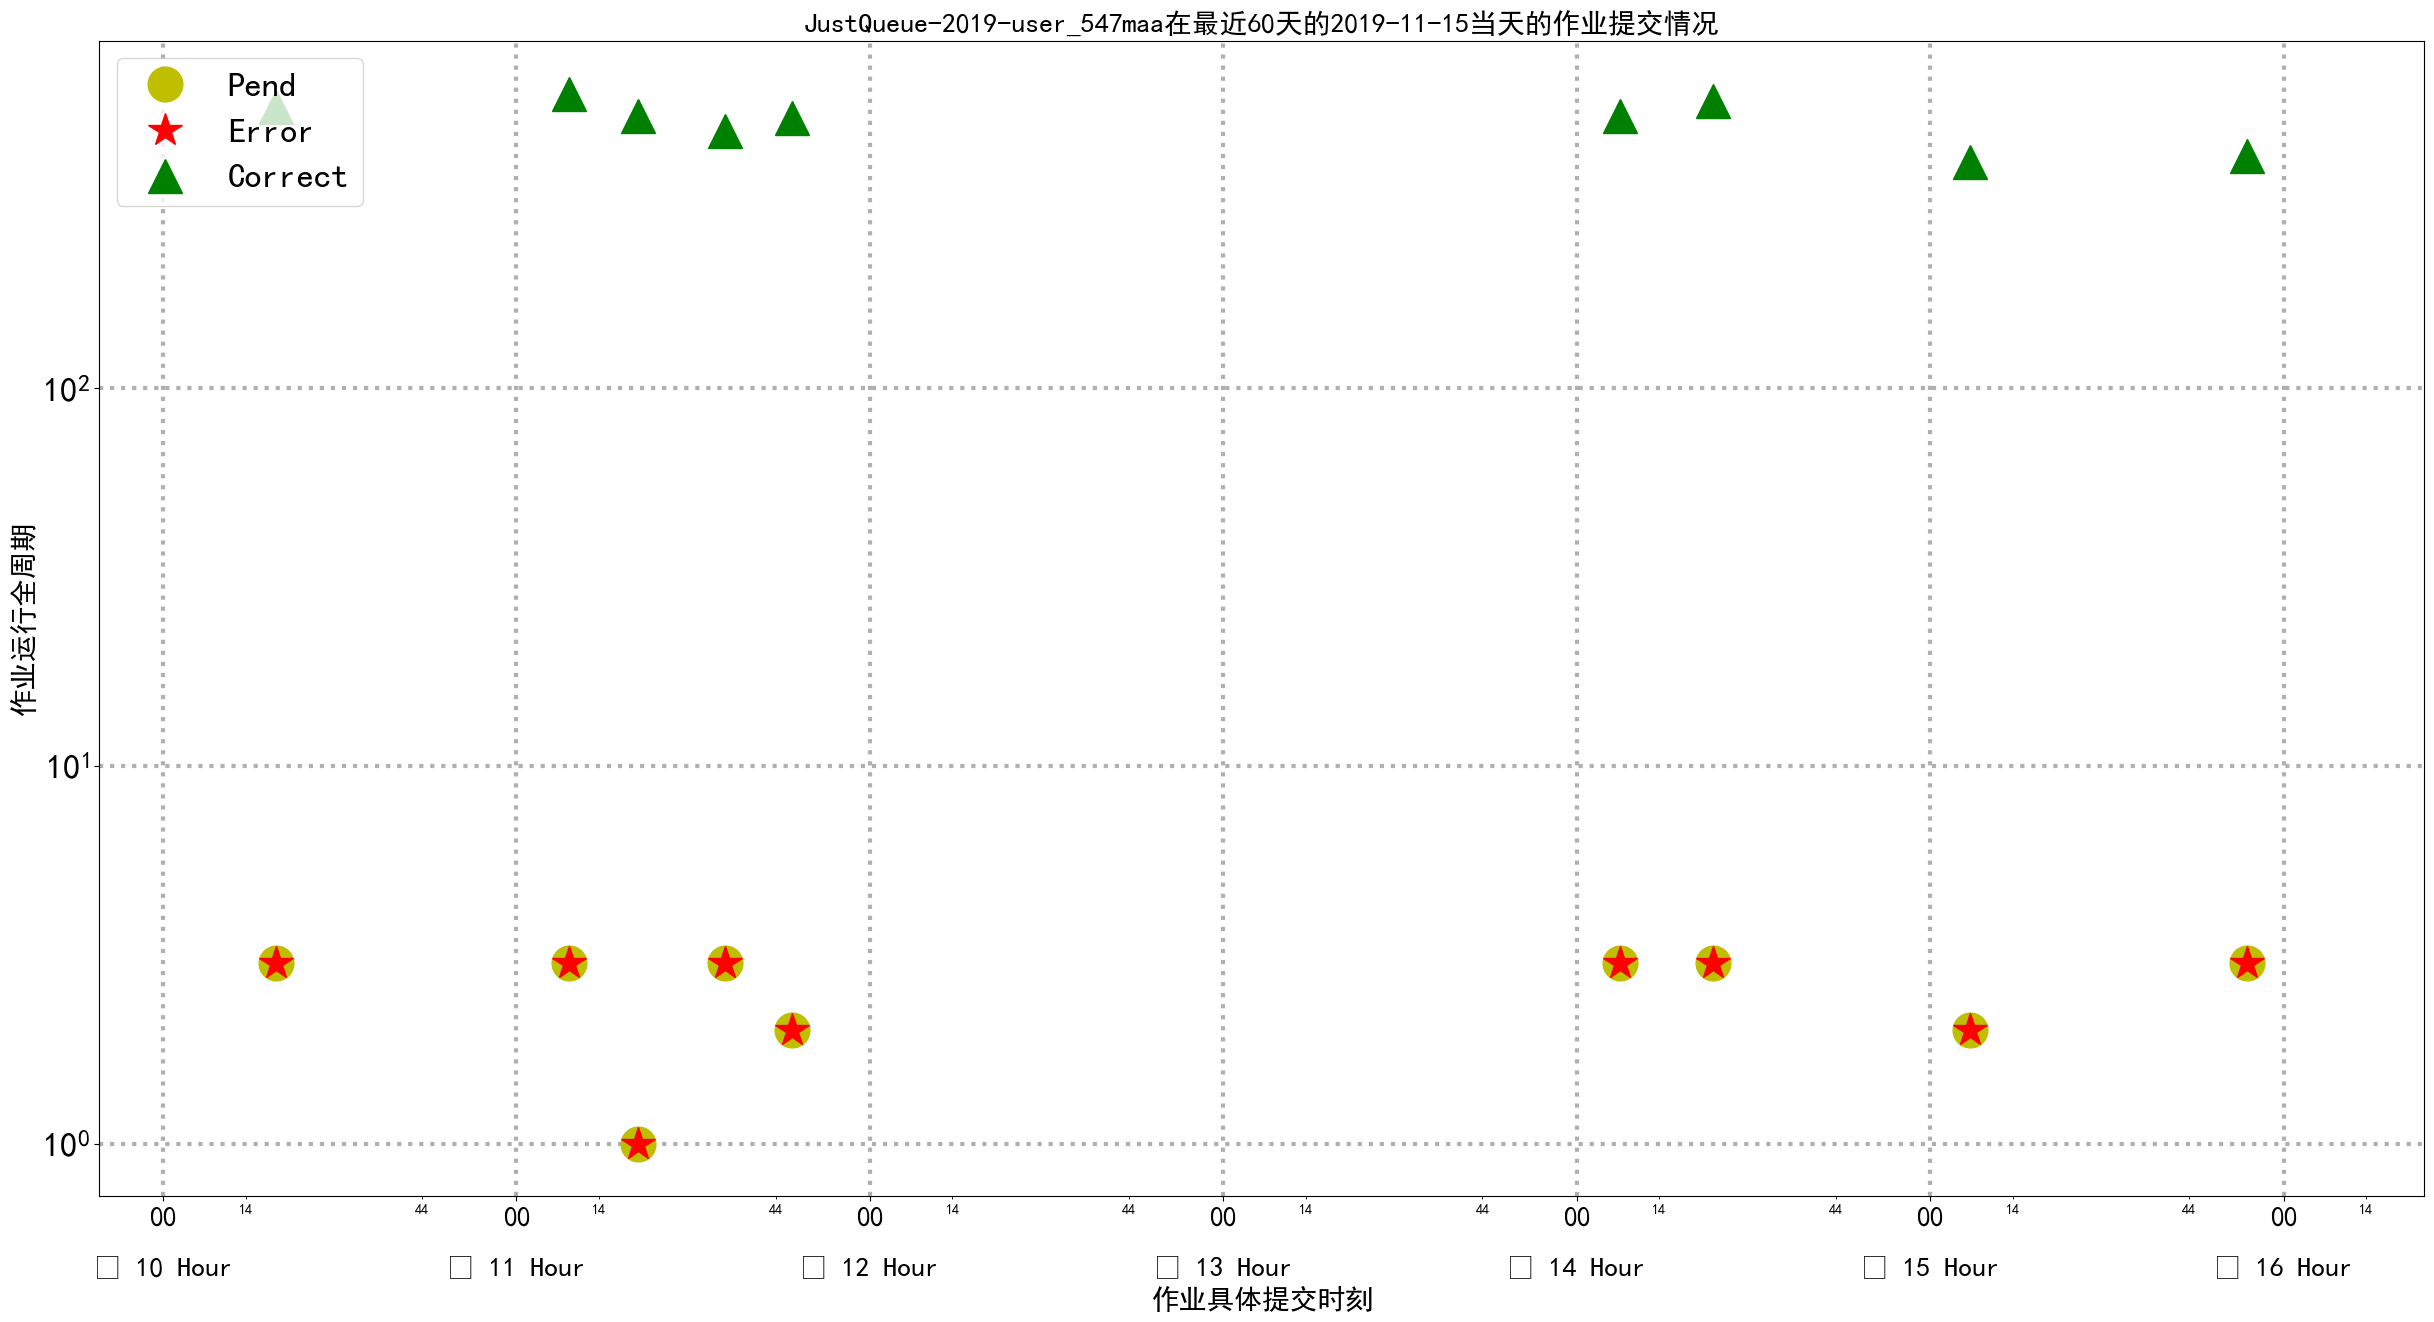 JustQueue-2019-user_547maa在最近60天的2019-11-15当天的作业提交情况
Pend
Error
Correct
作业运行全周期
10²
10¹
10⁰
00 14 44 00 14 44 00 14 44 00 14 44 00 14 44 00 14 44 00 14
10 Hour 11 Hour 12 Hour 13 Hour 14 Hour 15 Hour 16 Hour
作业具体提交时刻